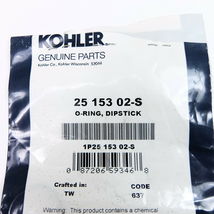 KOHLER
GENUINE PARTS
Kohler Co., Kohler, Wisconsin 53044
25 153 02-S
O-RING, DIPSTICK
1P25 153 02-S
0 87206 59346 8
Crafted in:
CODE
TW
637
Warning: This product contains a chemical